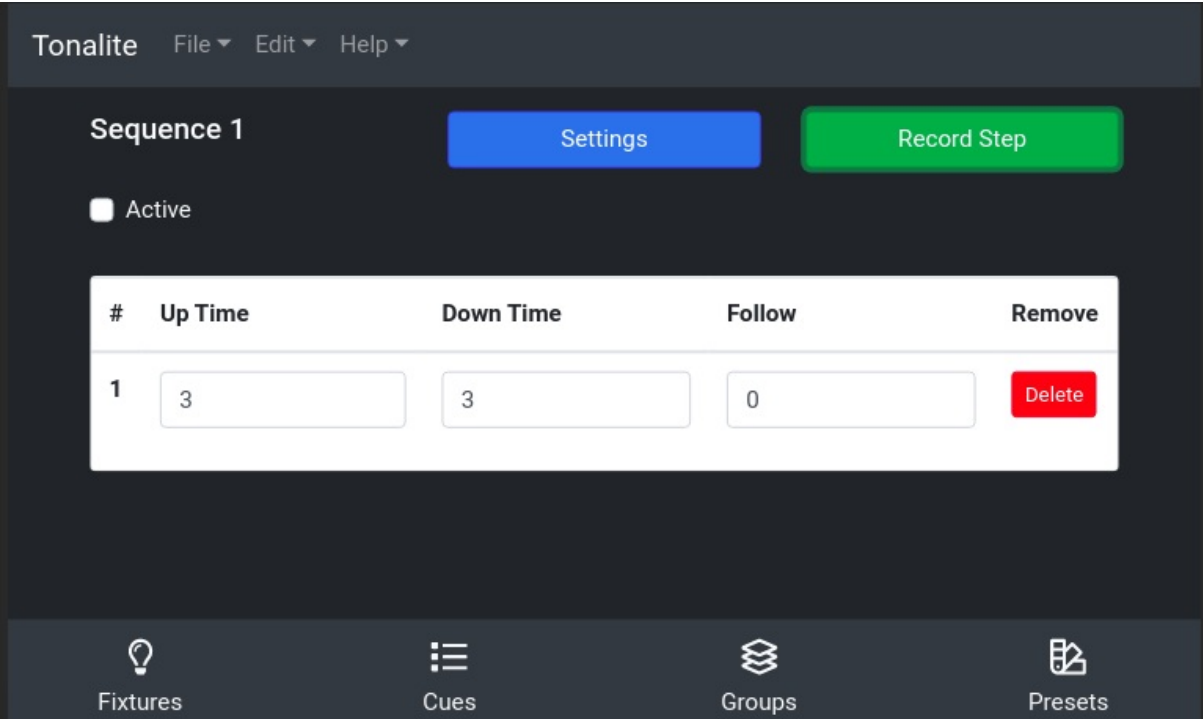 Tonalite File Edit Help
Sequence 1 Settings Record Step
Active
# Up Time Down Time Follow Remove
1 3 3 0 Delete
Fixtures Cues Groups Presets